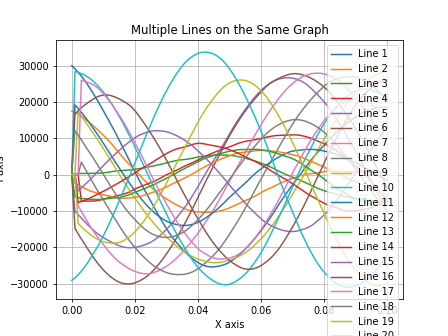 Multiple Lines on the Same Graph
30000
20000
10000
0
−10000
−20000
−30000
axis
0.00 0.02 0.04 0.06
X axis
Line 1
Line 2
Line 3
Line 4
Line 5
Line 6
Line 7
Line 8
Line 9
Line 10
Line 11
Line 12
Line 13
Line 14
Line 15
Line 16
Line 17
Line 18
Line 19
Line 20